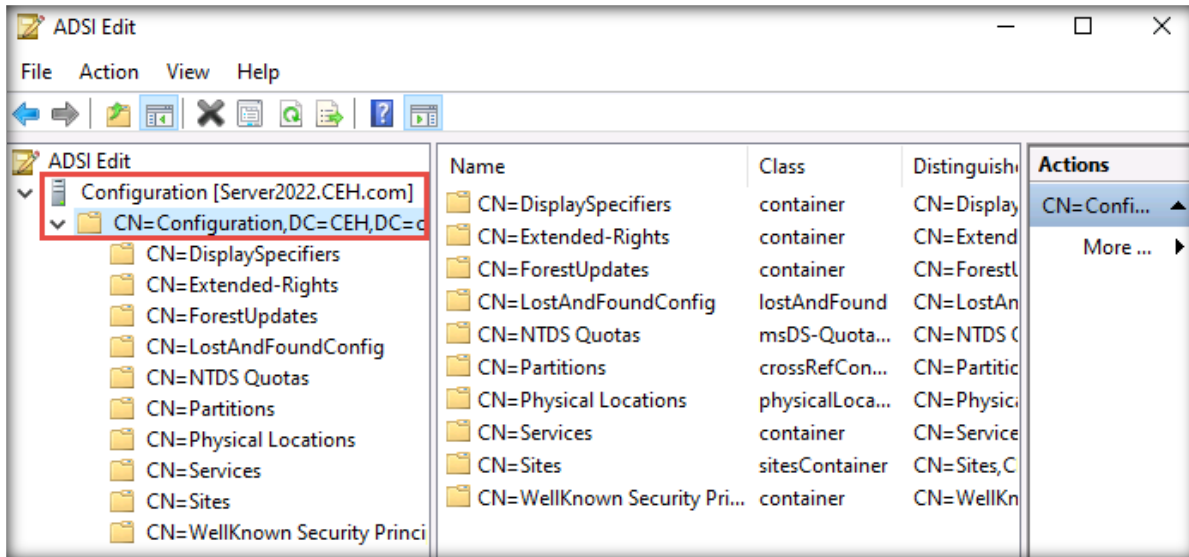 ADSI Edit
File Action View Help
ADSI Edit
Configuration [Server2022.CEH.com]
CN=Configuration,DC=CEH,DC=c
CN=DisplaySpecifiers
CN=Extended-Rights
CN=ForestUpdates
CN=LostAndFoundConfig
CN=NTDS Quotas
CN=Partitions
CN=Physical Locations
CN=Services
CN=Sites
CN=WellKnown Security Princi
Name Class Distinguish
CN=DisplaySpecifiers container CN=Display
CN=Extended-Rights container CN=Extend
CN=ForestUpdates container CN=Forest
CN=LostAndFoundConfig lostAndFound CN=LostAn
CN=NTDS Quotas msDS-Quota... CN=NTDS
CN=Partitions crossRefCon... CN=Partitic
CN=Physical Locations physicalLoca... CN=Physic
CN=Services container CN=Service
CN=Sites sitesContainer CN=Sites,C
CN=WellKnown Security Pri... container CN=WellKn
Actions
CN=Confi...
More ...